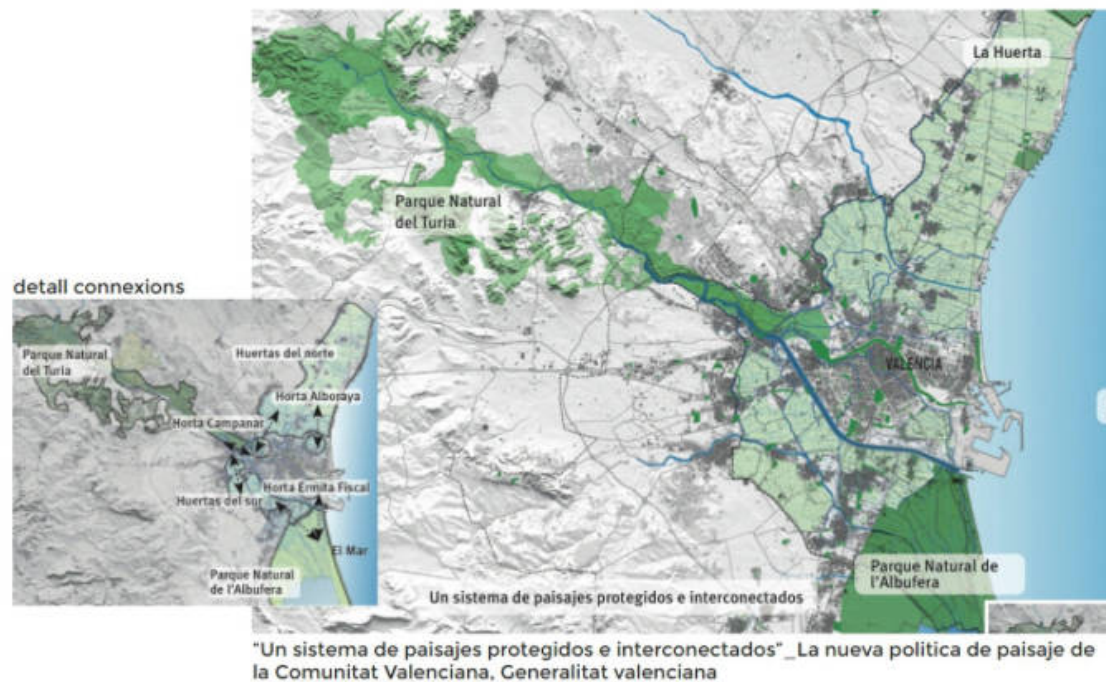 La Huerta
Parque Natural
del Turia
VALENCIA
Parque Natural de
l'Albufera
Un sistema de paisajes protegidos e interconectados
detall connexions
Parque Natural
del Turia
Huertas del norte
Horta Alboraya
Horta Campanar
Horta Ermita Fiscal
Huertas del sur
El Mar
Parque Natural
de l'Albufera
"Un sistema de paisajes protegidos e interconectados"_La nueva politica de paisaje de
la Comunitat Valenciana, Generalitat valenciana